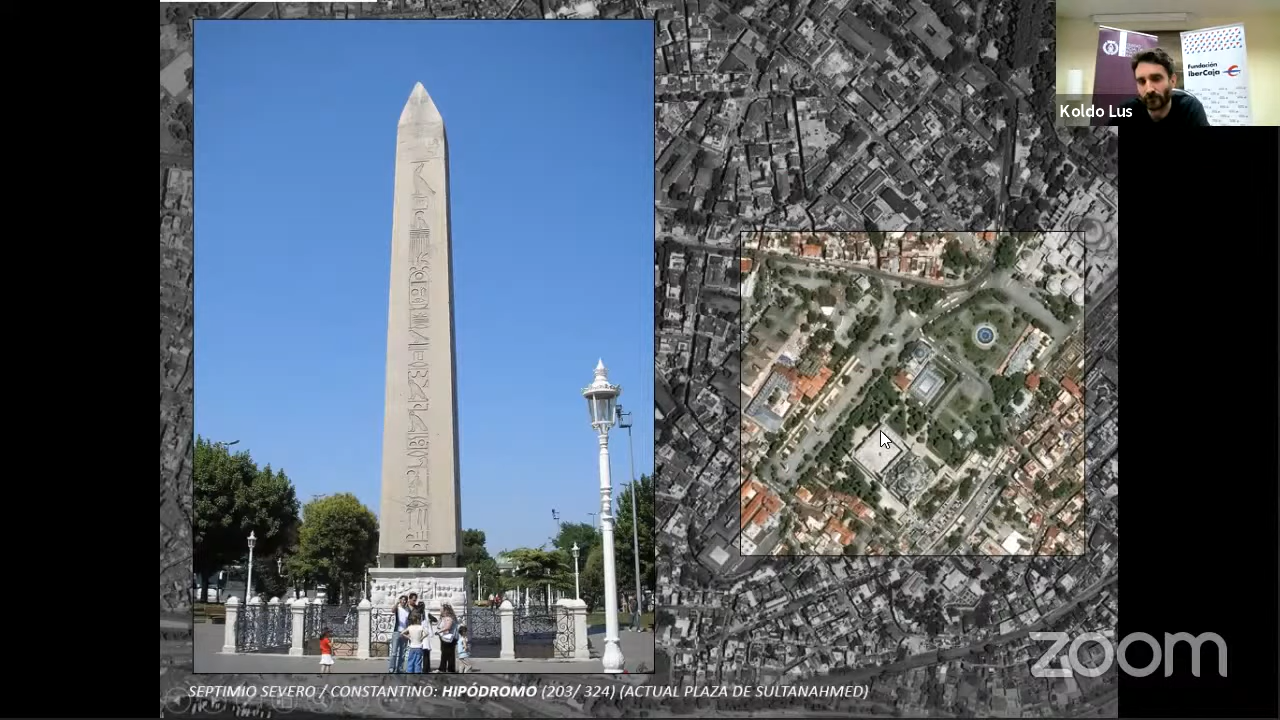 Fundación
iberCaja
Koldo Lus
zoom
SEPTIMIO SEVERO / CONSTANTINO: HIPÓDROMO (203/ 324) (ACTUAL PLAZA DE SULTANAHMED)